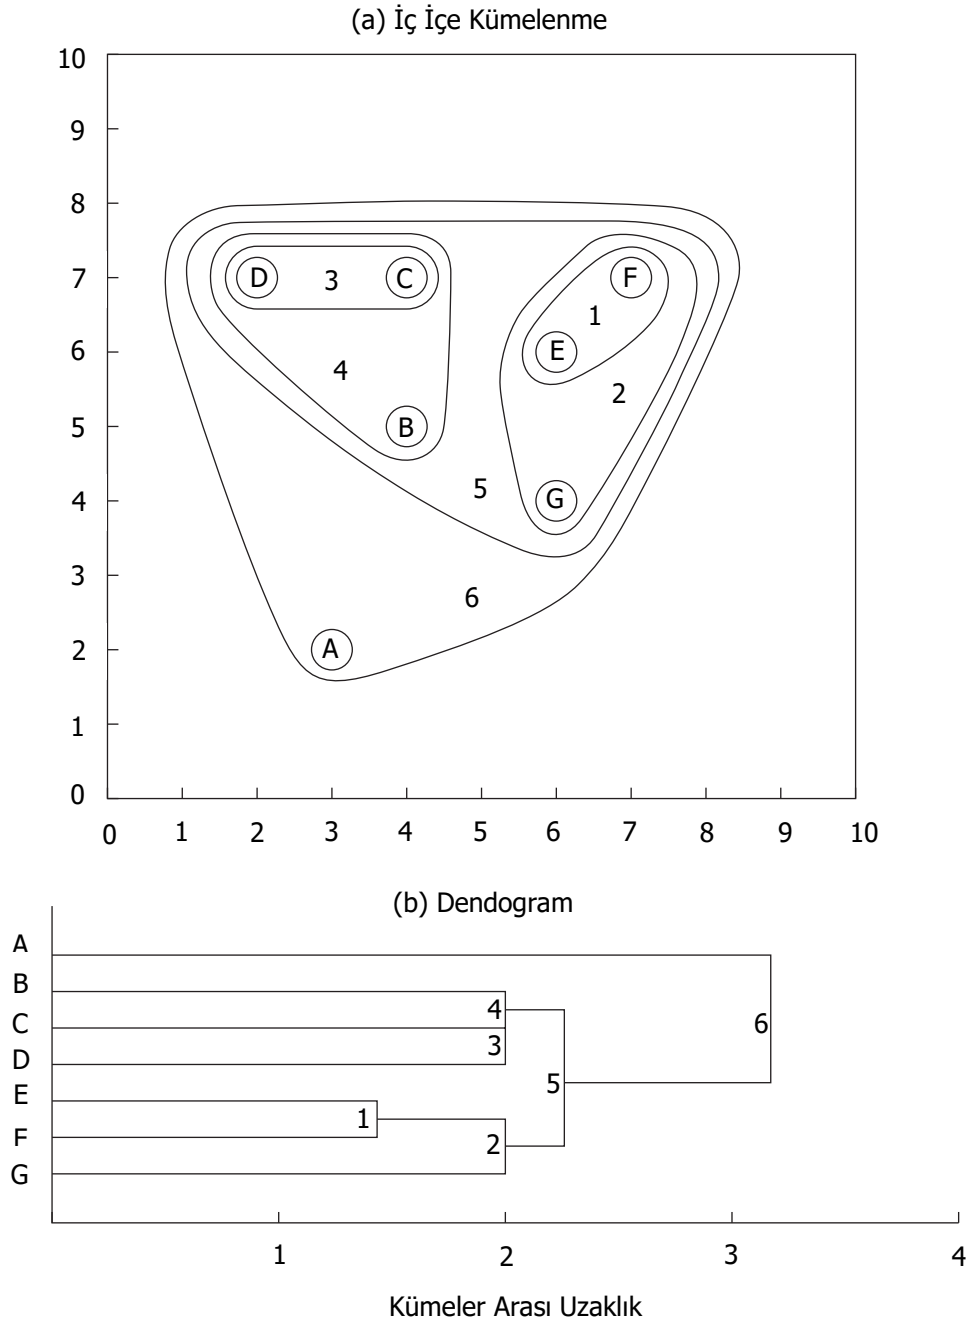 (a) İç İçe Kümelenme
10
9
8
7
6
5
4
3
2
1
0
D
3
C
F
1
E
4
2
B
5
G
6
A
0 1 2 3 4 5 6 7 8 9 10
(b) Dendogram
A
B
4
C
6
3
D
5
E
1
F
2
G
1 2 3 4
Kümeler Arası Uzaklık